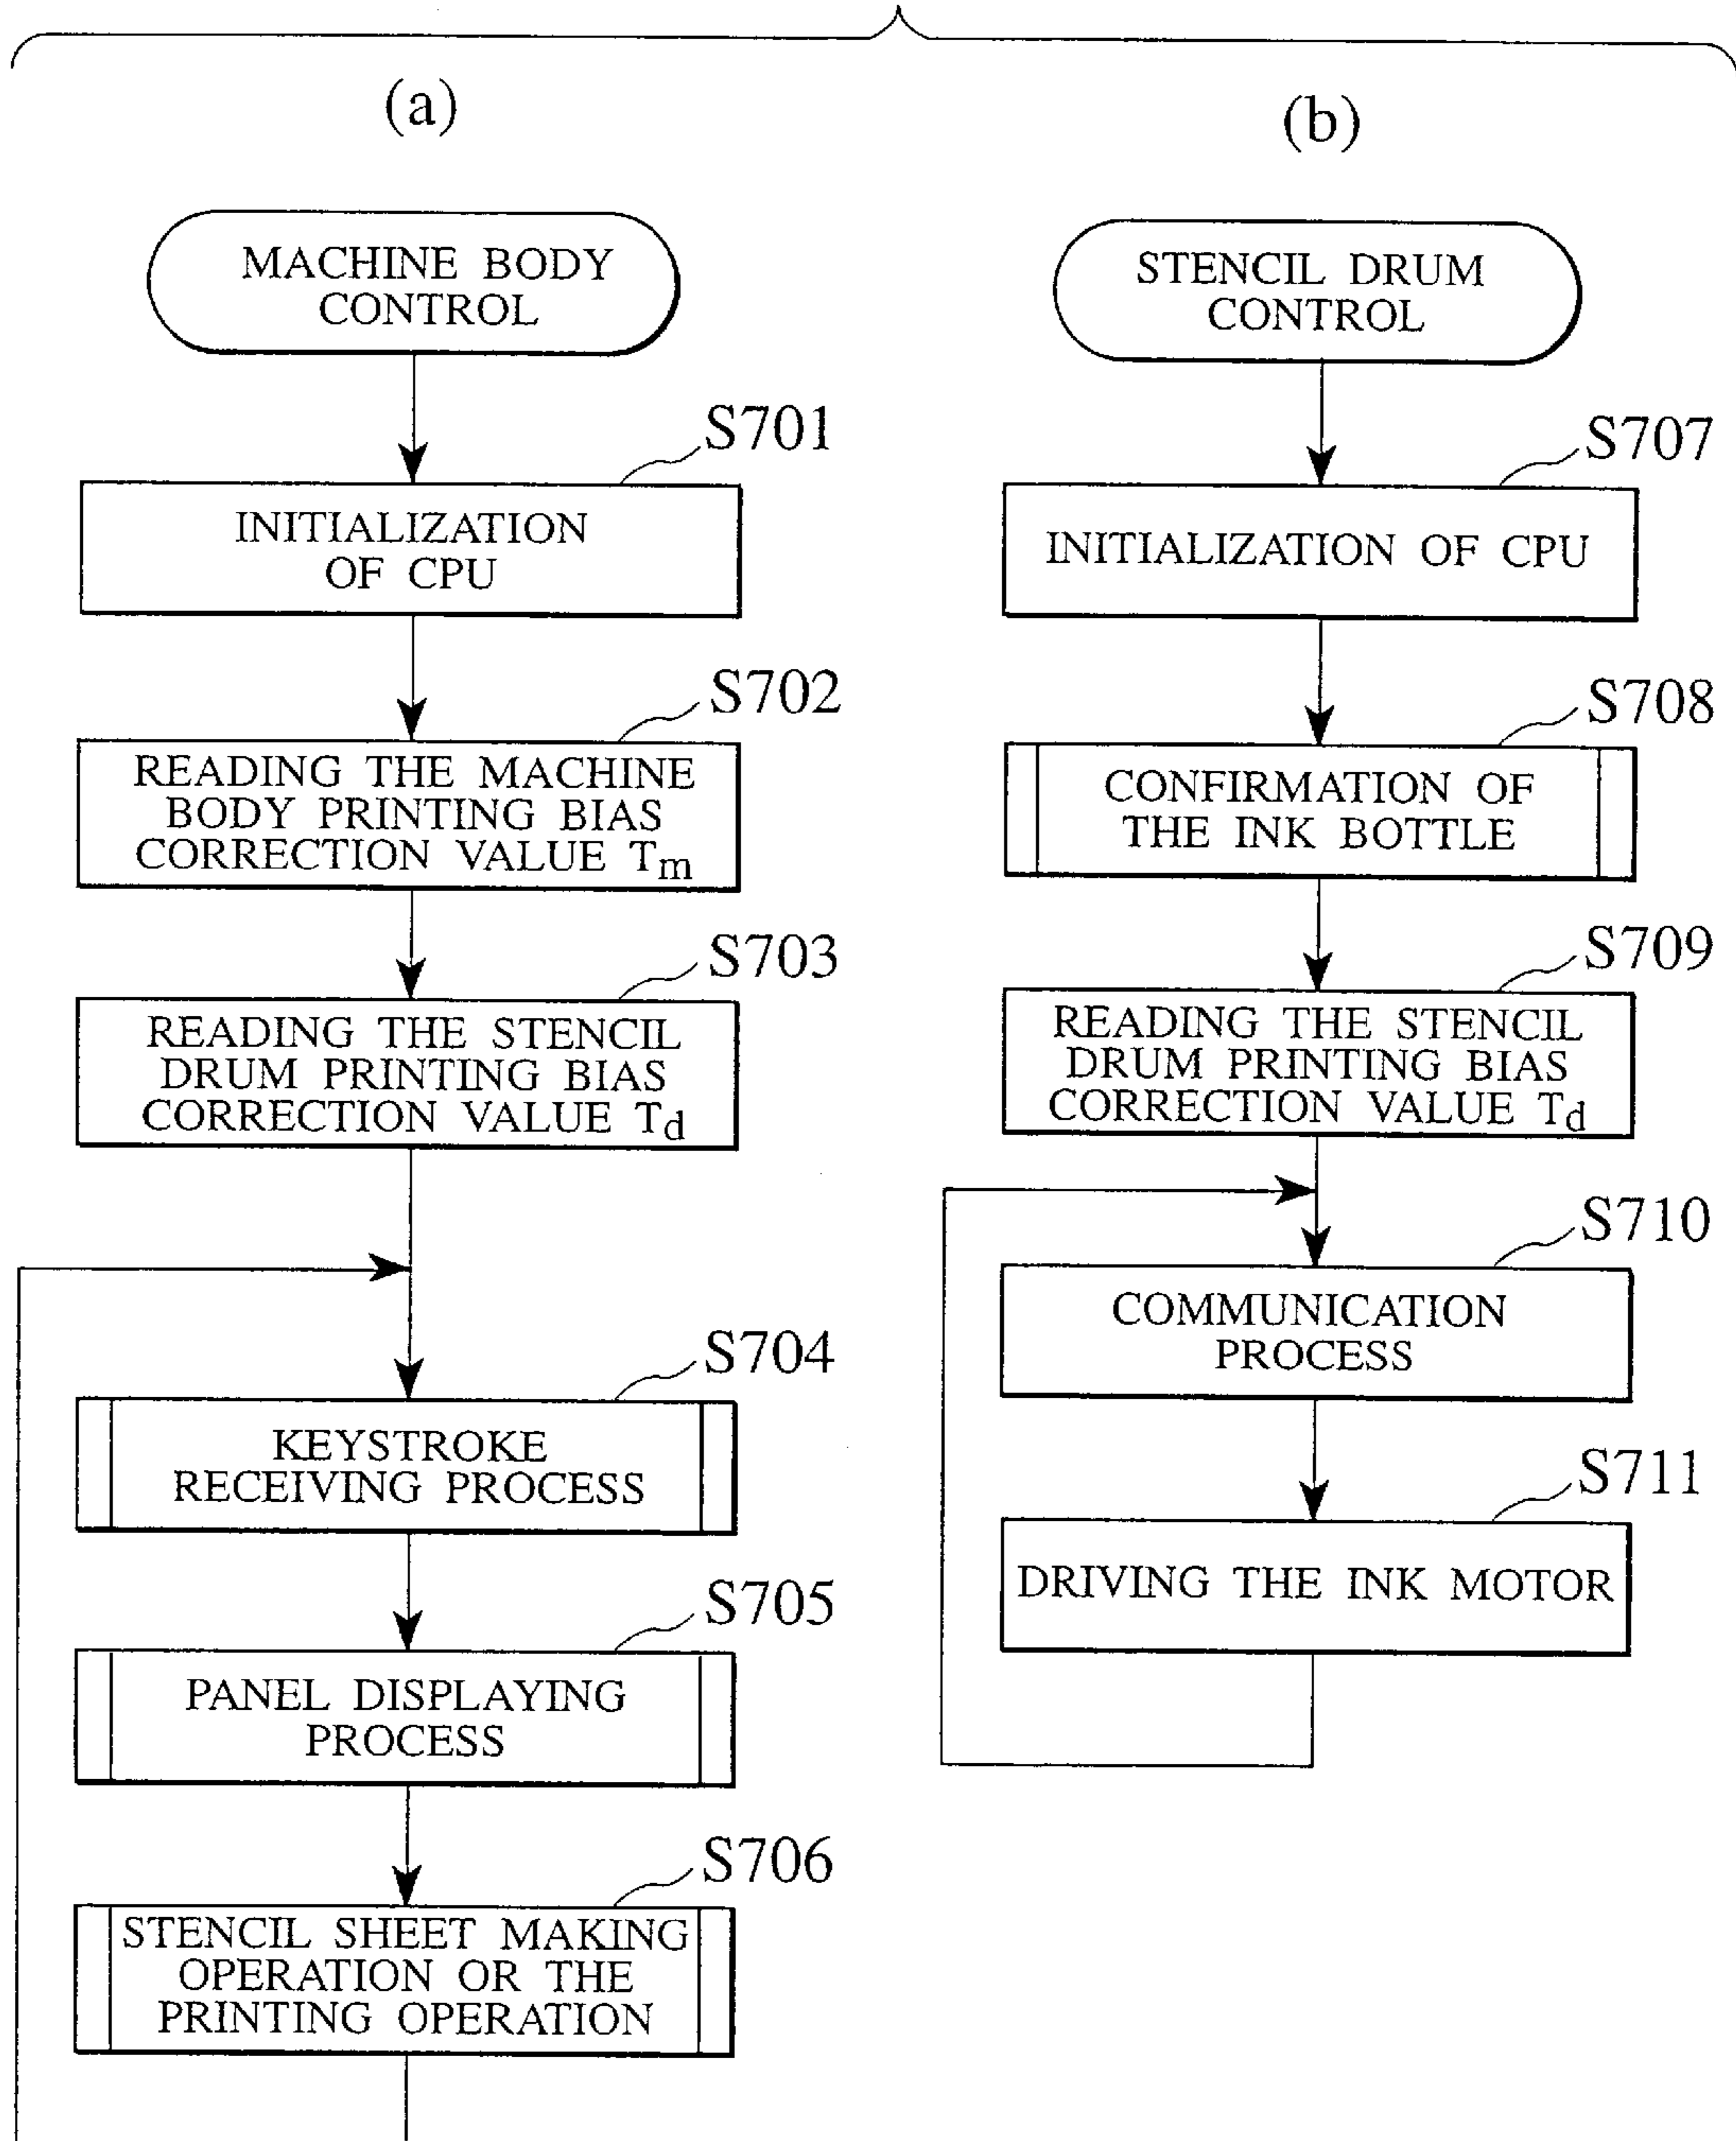 (a)
MACHINE BODY
CONTROL
S701
INITIALIZATION
OF CPU
S702
READING THE MACHINE
BODY PRINTING BIAS
CORRECTION VALUE Tm
S703
READING THE STENCIL
DRUM PRINTING BIAS
CORRECTION VALUE Td
S704
KEYSTROKE
RECEIVING PROCESS
S705
PANEL DISPLAYING
PROCESS
S706
STENCIL SHEET MAKING
OPERATION OR THE
PRINTING OPERATION
(b)
STENCIL DRUM
CONTROL
S707
INITIALIZATION OF CPU
S708
CONFIRMATION OF
THE INK BOTTLE
S709
READING THE STENCIL
DRUM PRINTING BIAS
CORRECTION VALUE Td
S710
COMMUNICATION
PROCESS
S711
DRIVING THE INK MOTOR